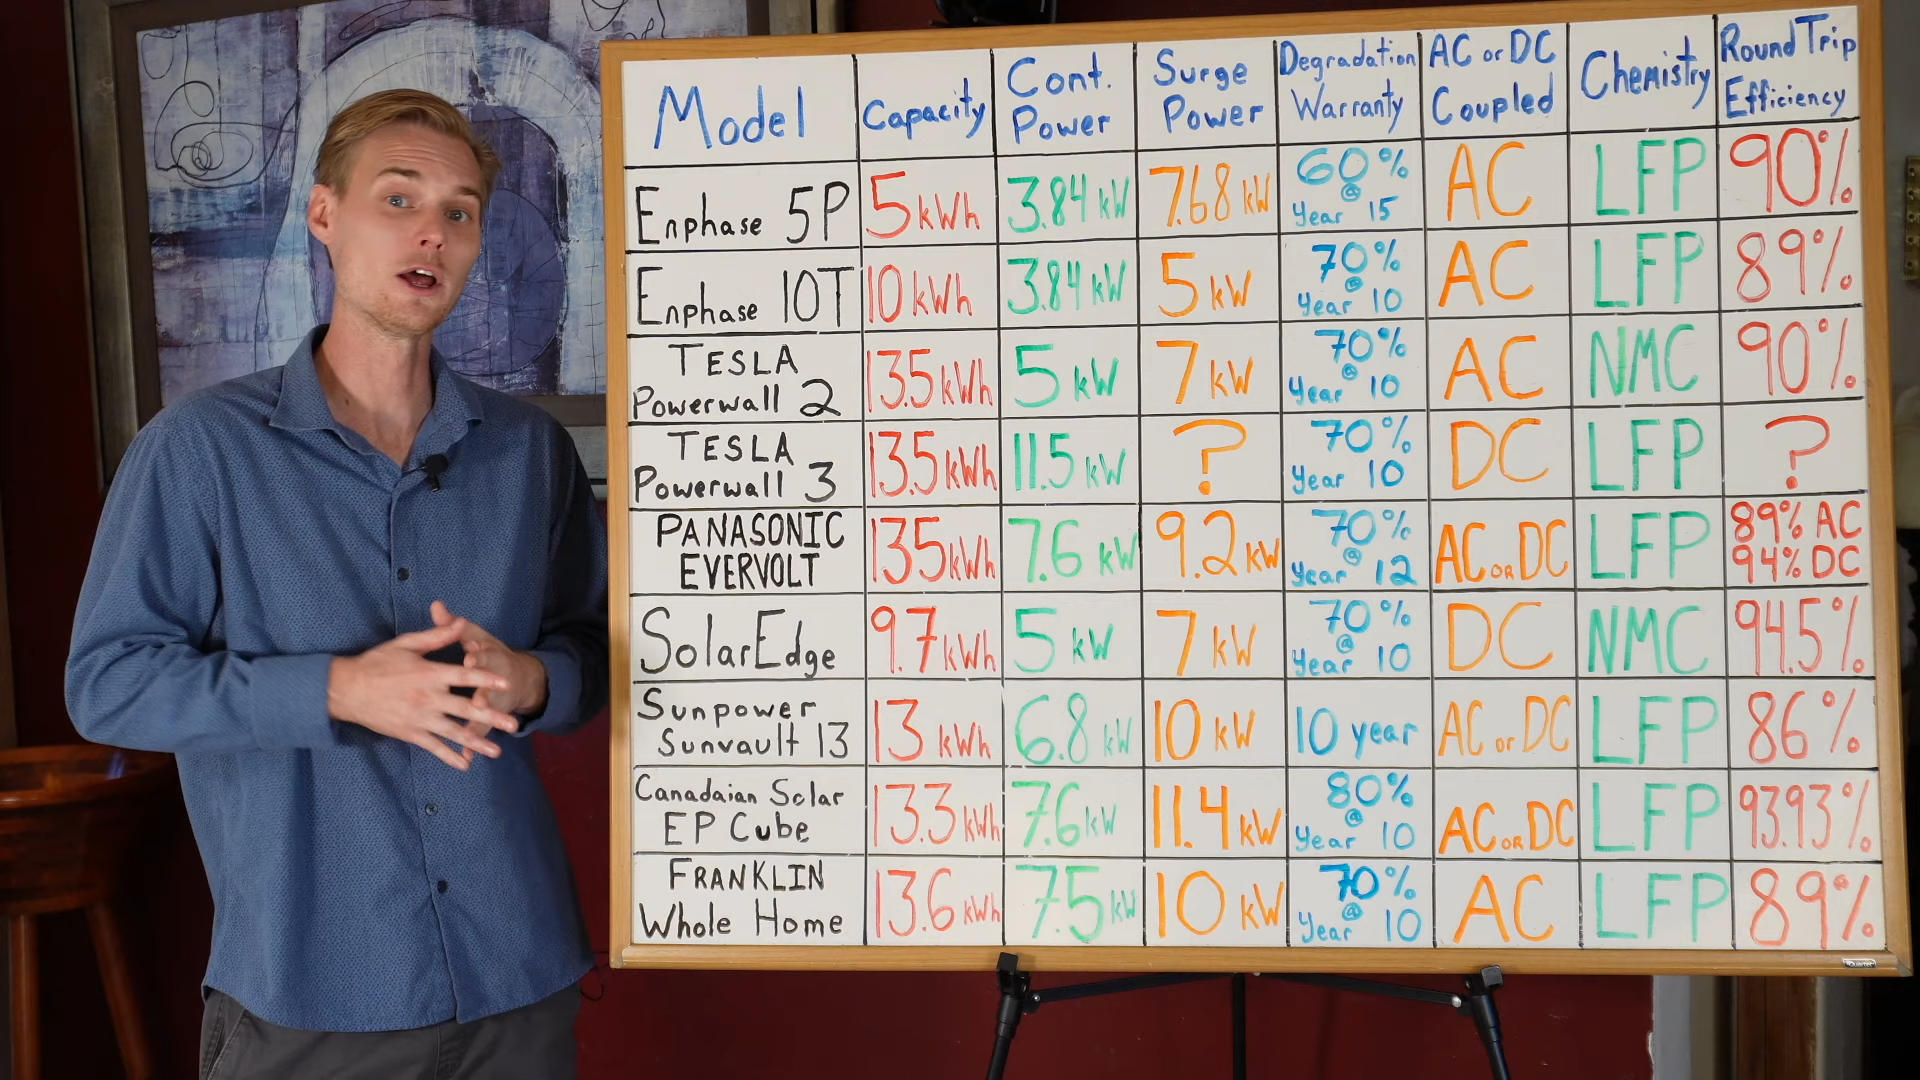 Model
Capacity
Cont.
Power
Surge
Power
Degradation
Warranty
AC or DC
Coupled
Chemistry
Round Trip
Efficiency
Enphase 5P
5 kWh
3.84 kW
7.68 kW
60%
@
Year 15
AC
LFP
90%
Enphase 10T
10 kWh
3.84 kW
5 kW
70%
@
Year 10
AC
LFP
89%
TESLA
Powerwall 2
13.5 kWh
5 kW
7 kW
70%
@
Year 10
AC
NMC
90%
TESLA
Powerwall 3
13.5 kWh
11.5 kW
?
70%
@
Year 10
DC
LFP
?
PANASONIC
EVERVOLT
13.5 kWh
7.6 kW
9.2 kW
70%
@
Year 12
AC OR DC
LFP
89% AC
94% DC
SolarEdge
9.7 kWh
5 kW
7 kW
70%
@
Year 10
DC
NMC
94.5%
Sunpower
Sunvault 13
13 kWh
6.8 kW
10 kW
10 year
AC or DC
LFP
86%
Canadaian Solar
EP Cube
13.3 kWh
7.6 kW
11.4 kW
80%
@
Year 10
AC OR DC
LFP
93.93%
FRANKLIN
Whole Home
13.6 kWh
7.5 kW
10 kW
70%
@
Year 10
AC
LFP
89%
Quartet